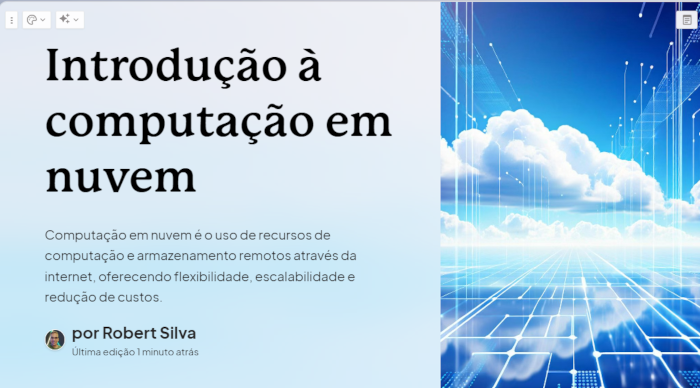 Introdução à
computação em
nuvem
Computação em nuvem é o uso de recursos de
computação e armazenamento remotos através da
internet, oferecendo flexibilidade, escalabilidade e
redução de custos.
por Robert Silva
Última edição 1 minuto atrás